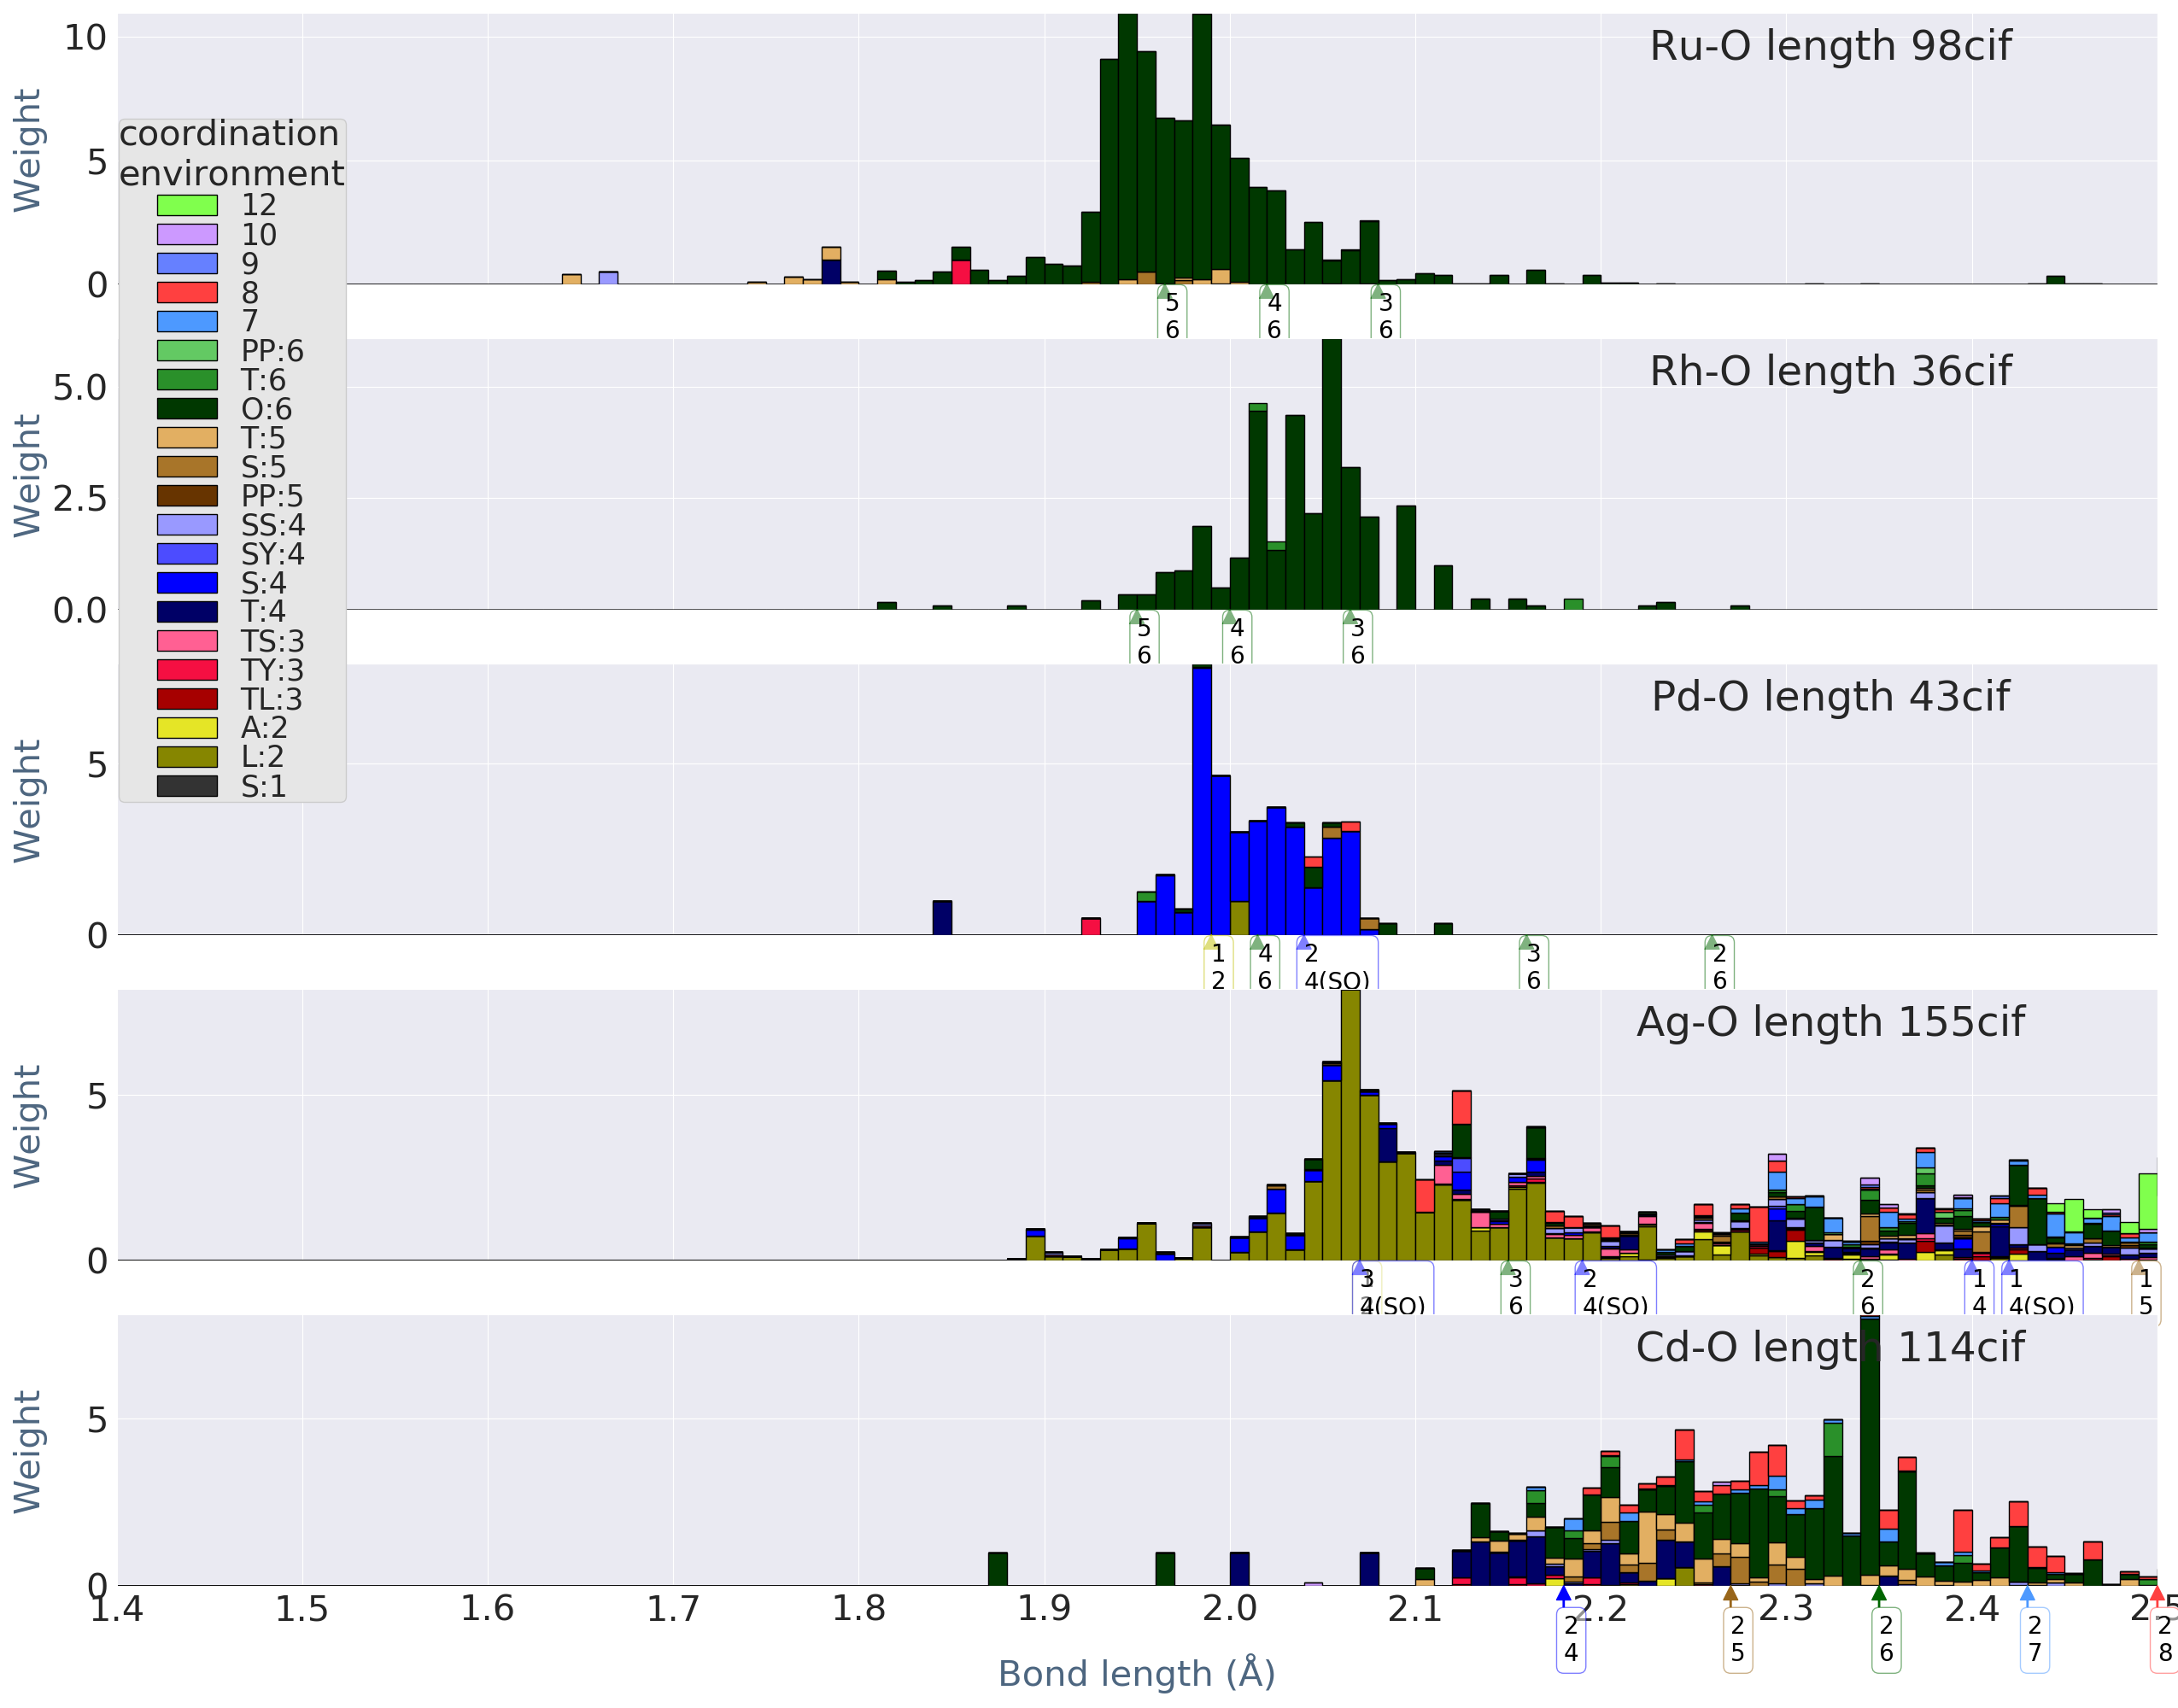 Ru-O length 98cif
Weight
10
5
0
5
6
4
6
3
6
coordination
environment
12
10
9
8
7
PP:6
T:6
O:6
T:5
S:5
PP:5
SS:4
SY:4
S:4
T:4
TS:3
TY:3
TL:3
A:2
L:2
S:1
Rh-O length 36cif
Weight
5.0
2.5
0.0
5
6
4
6
3
6
Pd-O length 43cif
Weight
5
0
1
2
4
6
2
4(SO)
3
6
2
6
Ag-O length 155cif
Weight
5
0
3
4(SO)
3
6
2
4(SO)
2
6
1
4
1
4(SO)
1
5
Cd-O length 114cif
Weight
5
0
1.4 1.5 1.6 1.7 1.8 1.9 2.0 2.1 2.2 2.3 2.4 2.5
2
4
2
5
2
6
2
7
2
8
Bond length (Å)